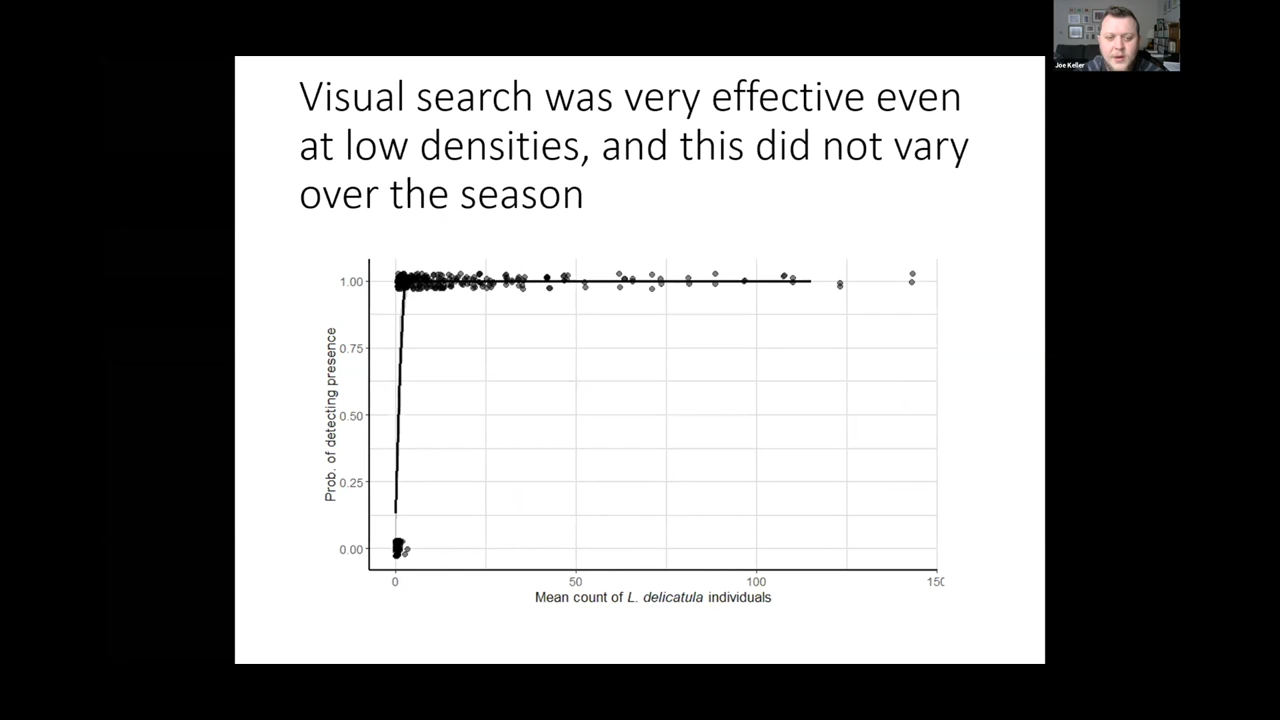 Joe Keller
Visual search was very effective even
at low densities, and this did not vary
over the season
Prob. of detecting presence
1.00
0.75
0.50
0.25
0.00
0
50
100
150
Mean count of L. delicatula individuals